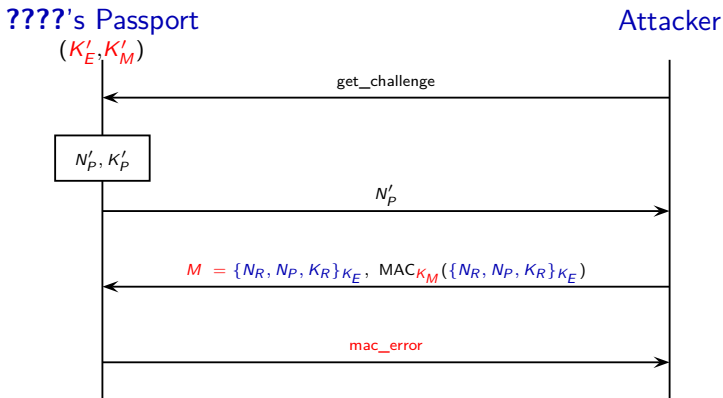 ????'s Passport
Attacker
(K′_E, K′_M)
get_challenge
N′_P, K′_P
N′_P
M = {N_R, N_P, K_R}_{K_E}, MAC_{K_M}({N_R, N_P, K_R}_{K_E})
mac_error